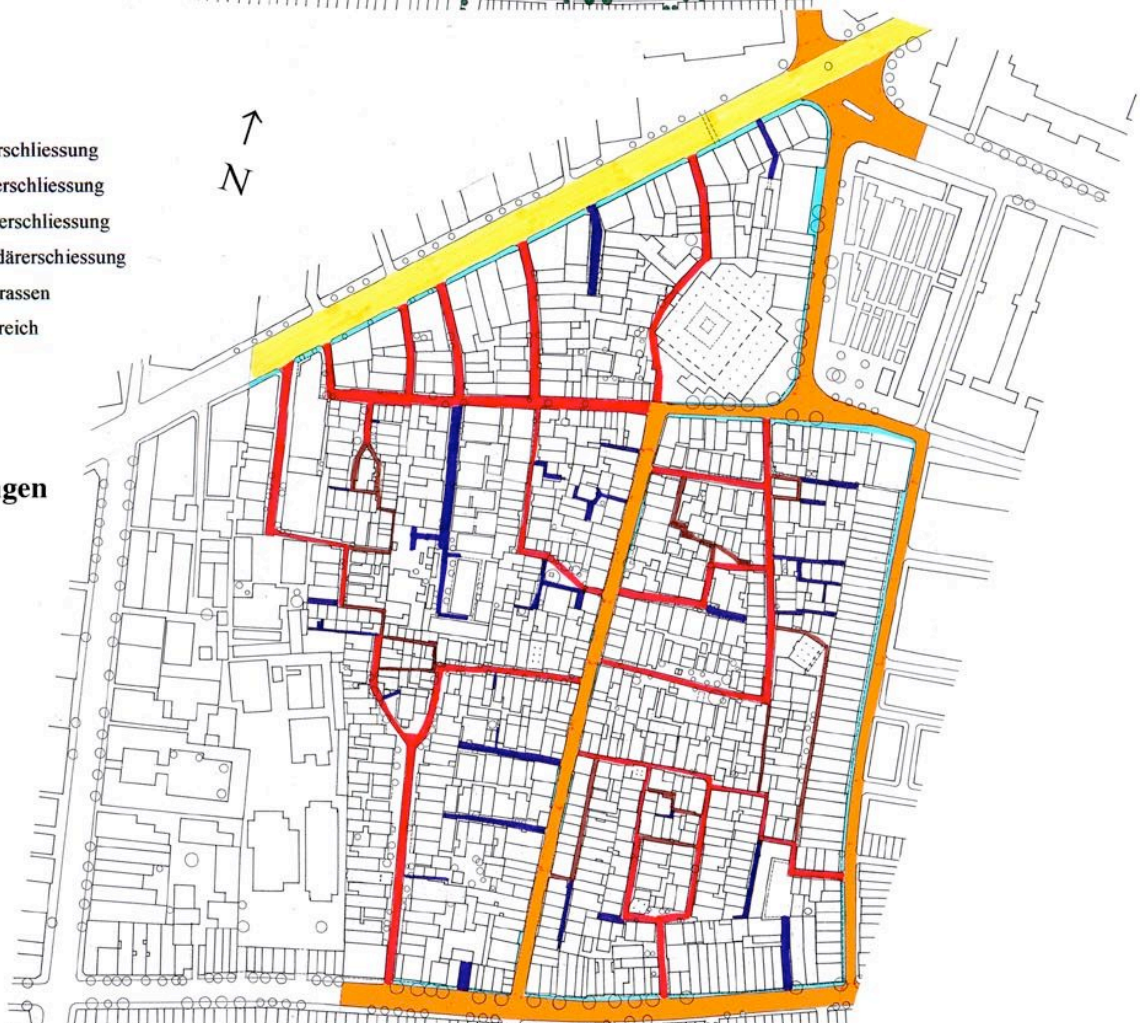 rschliessung
N
erschliessung
erschliessung
därerschiessung
rassen
reich
gen